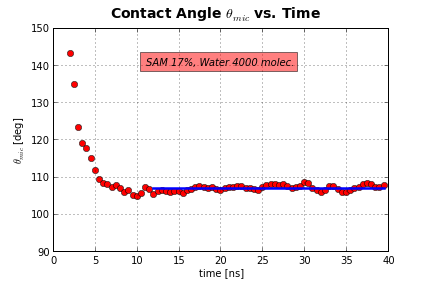 Contact Angle θmic vs. Time
150
140
130
120
110
100
90
SAM 17%, Water 4000 molec.
θmic [deg]
0 5 10 15 20 25 30 35 40
time [ns]